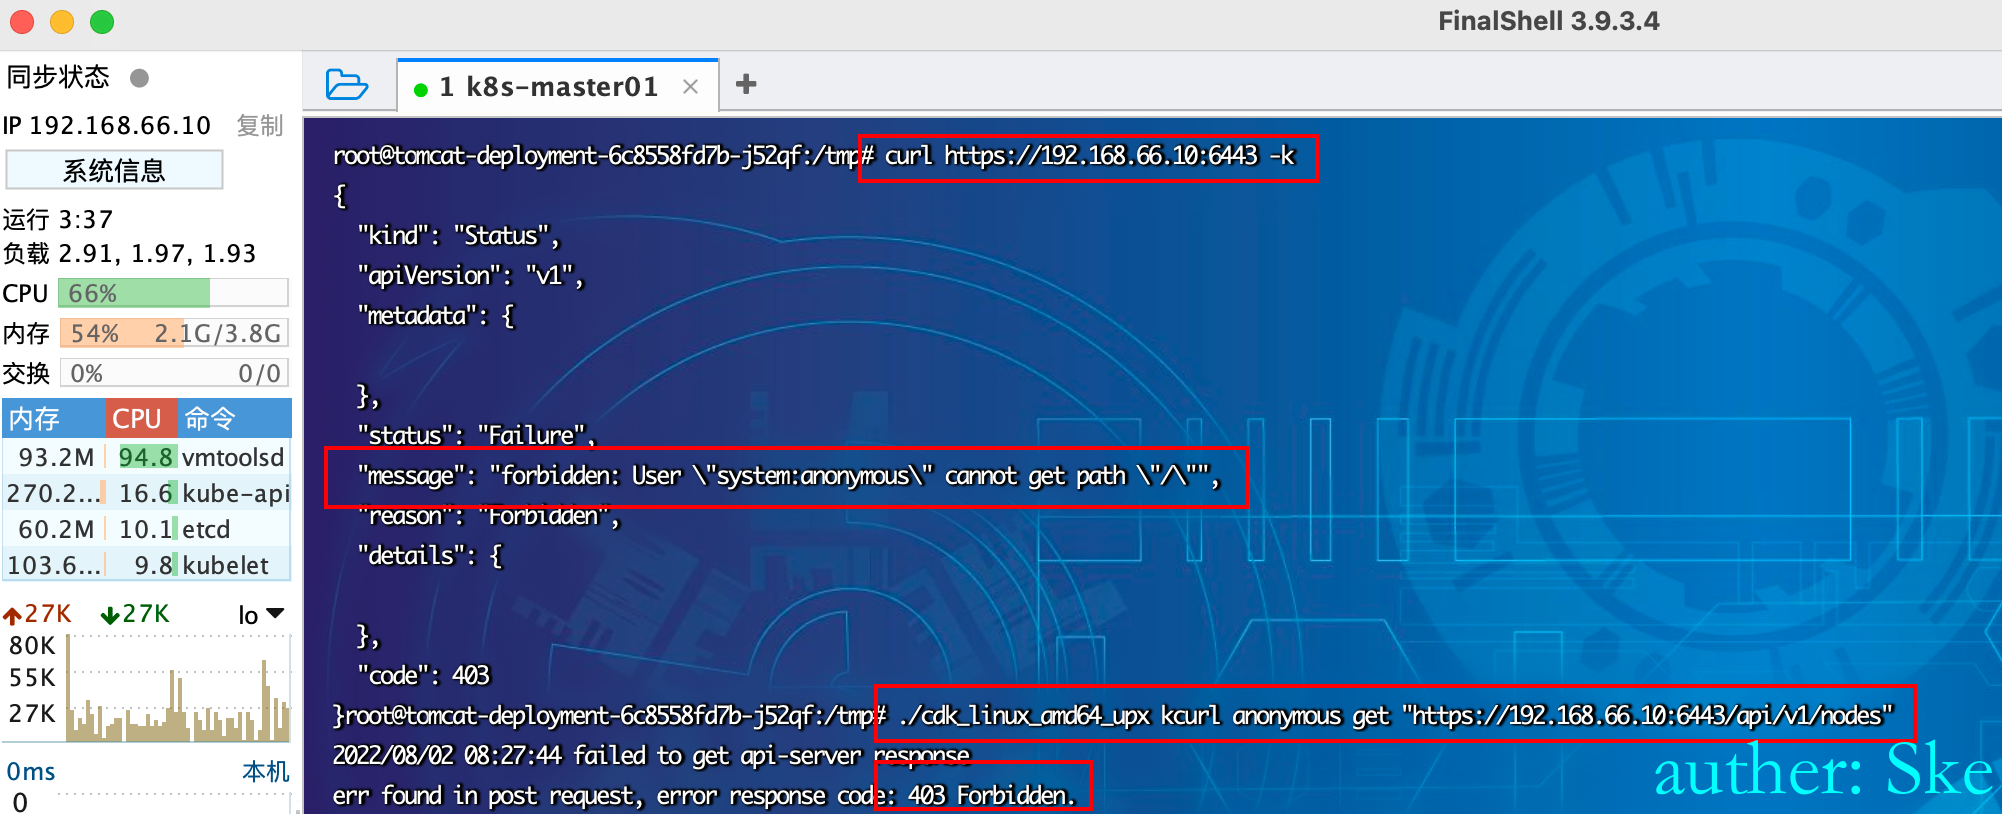 FinalShell 3.9.3.4
同步状态
IP 192.168.66.10 复制
系统信息
运行 3:37
负载 2.91, 1.97, 1.93
CPU 66%
内存 54% 2.1G/3.8G
交换 0% 0/0
内存 CPU 命令
93.2M 94.8 vmtoolsd
270.2... 16.6 kube-api
60.2M 10.1 etcd
103.6... 9.8 kubelet
27K 27K lo
80K
55K
27K
0ms 本机
0
1 k8s-master01
root@tomcat-deployment-6c8558fd7b-j52qf:/tmp# curl https://192.168.66.10:6443 -k
{
"kind": "Status",
"apiVersion": "v1",
"metadata": {
},
"status": "Failure",
"message": "forbidden: User \"system:anonymous\" cannot get path \"/\"",
"reason": "Forbidden",
"details": {
},
"code": 403
}root@tomcat-deployment-6c8558fd7b-j52qf:/tmp# ./cdk_linux_amd64_upx kcurl anonymous get "https://192.168.66.10:6443/api/v1/nodes"
2022/08/02 08:27:44 failed to get api-server response
err found in post request, error response code: 403 Forbidden.
auther: Ske